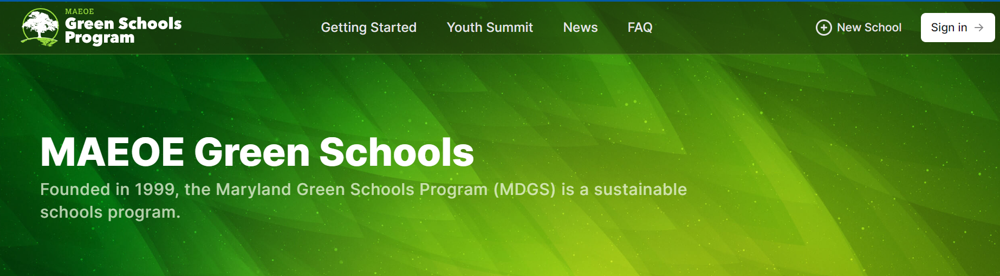 MAEOE
Green Schools
Program
Getting Started
Youth Summit
News
FAQ
New School
Sign in
MAEOE Green Schools
Founded in 1999, the Maryland Green Schools Program (MDGS) is a sustainable
schools program.